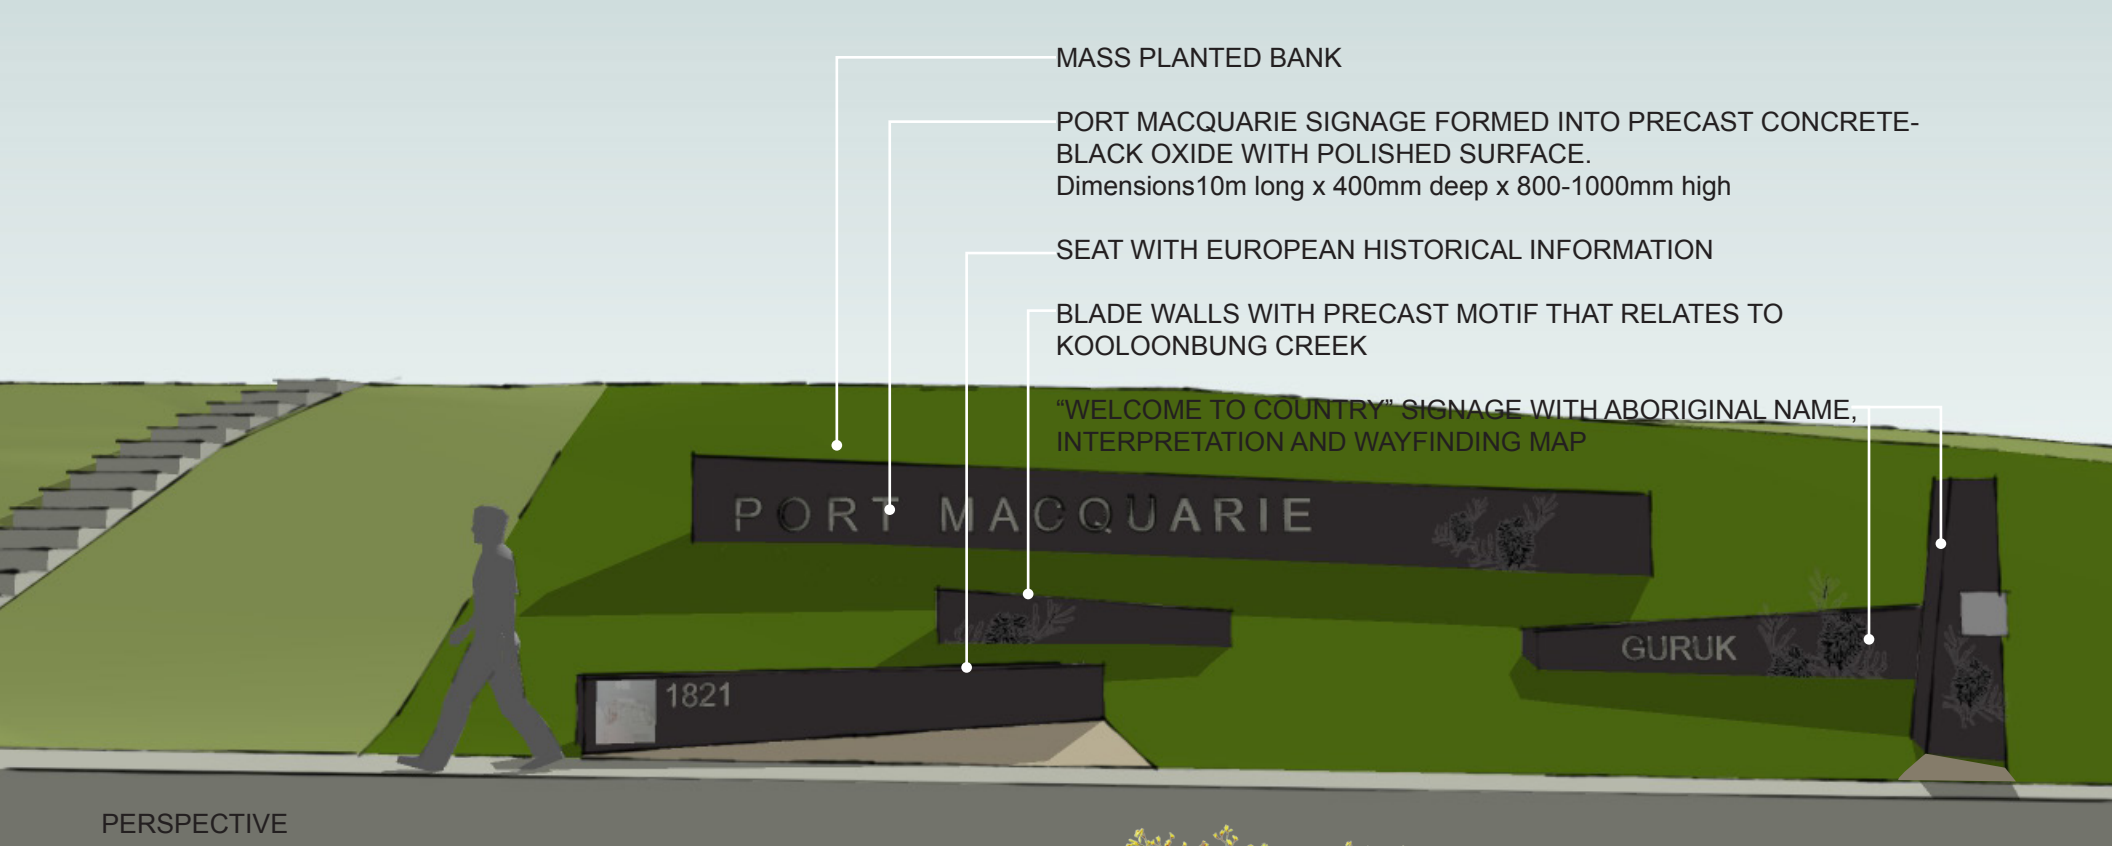 MASS PLANTED BANK
PORT MACQUARIE SIGNAGE FORMED INTO PRECAST CONCRETE-
BLACK OXIDE WITH POLISHED SURFACE.
Dimensions10m long x 400mm deep x 800-1000mm high
SEAT WITH EUROPEAN HISTORICAL INFORMATION
BLADE WALLS WITH PRECAST MOTIF THAT RELATES TO
KOOLOONBUNG CREEK
“WELCOME TO COUNTRY” SIGNAGE WITH ABORIGINAL NAME,
INTERPRETATION AND WAYFINDING MAP
PORT MACQUARIE
GURUK
1821
PERSPECTIVE